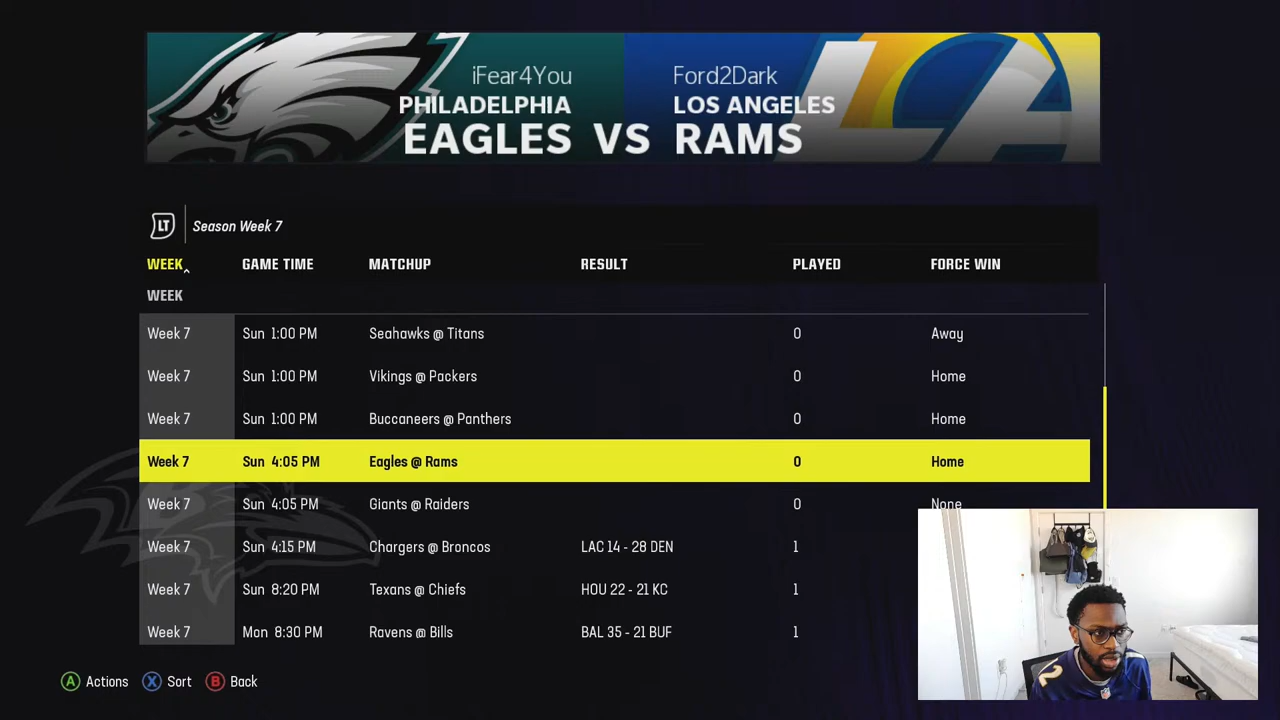 iFear4You
PHILADELPHIA
EAGLES
VS
Ford2Dark
LOS ANGELES
RAMS
LA
LT
Season Week 7
WEEK GAME TIME MATCHUP RESULT PLAYED FORCE WIN
WEEK
Week 7 Sun 1:00 PM Seahawks @ Titans 0 Away
Week 7 Sun 1:00 PM Vikings @ Packers 0 Home
Week 7 Sun 1:00 PM Buccaneers @ Panthers 0 Home
Week 7 Sun 4:05 PM Eagles @ Rams 0 Home
Week 7 Sun 4:05 PM Giants @ Raiders 0 None
Week 7 Sun 4:15 PM Chargers @ Broncos LAC 14 - 28 DEN 1
Week 7 Sun 8:20 PM Texans @ Chiefs HOU 22 - 21 KC 1
Week 7 Mon 8:30 PM Ravens @ Bills BAL 35 - 21 BUF 1
A Actions X Sort B Back